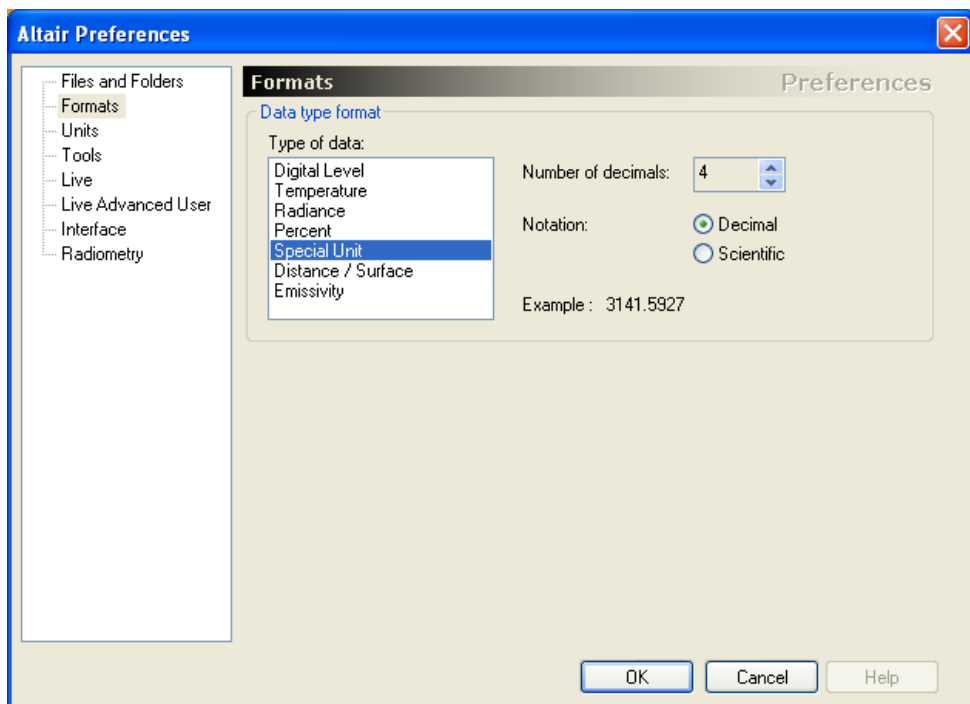 Altair Preferences
Files and Folders
Formats
Units
Tools
Live
Live Advanced User
Interface
Radiometry
Formats
Preferences
Data type format
Type of data:
Digital Level
Temperature
Radiance
Percent
Special Unit
Distance / Surface
Emissivity
Number of decimals: 4
Notation: Decimal
Scientific
Example : 3141.5927
OK Cancel Help